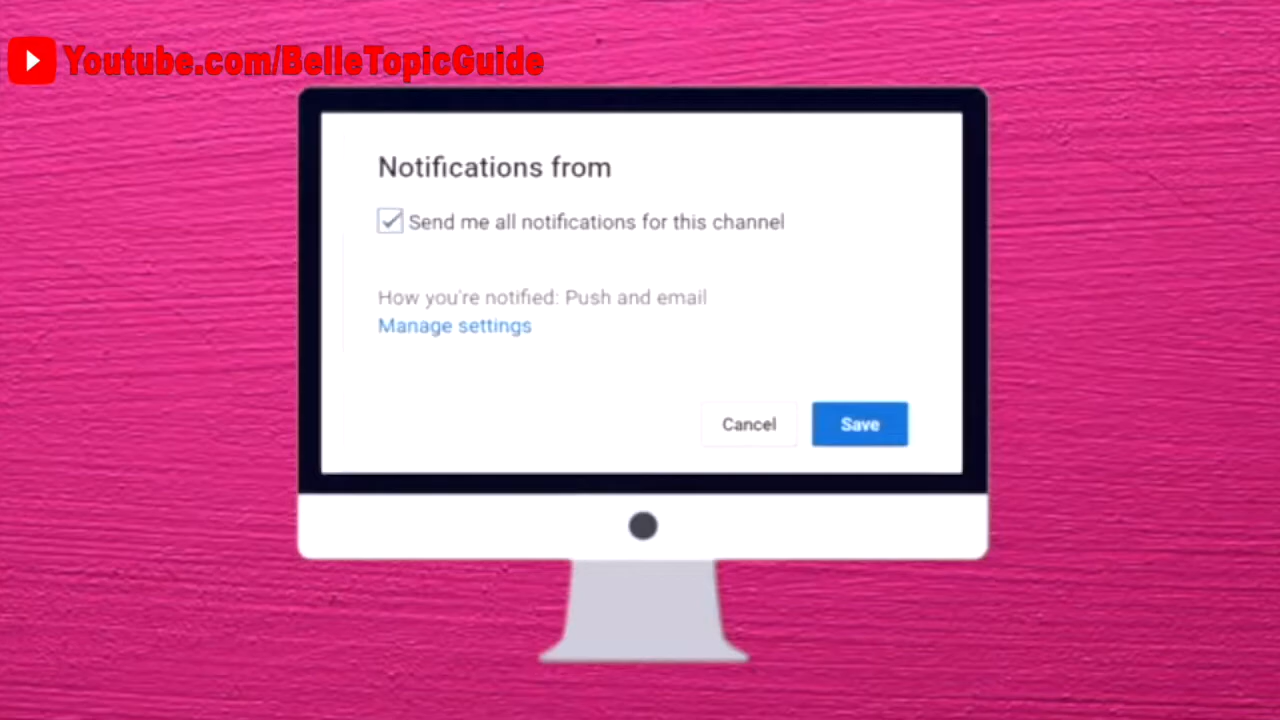 Youtube.com/BelleTopicGuide
Notifications from
Send me all notifications for this channel
How you're notified: Push and email
Manage settings
Cancel
Save